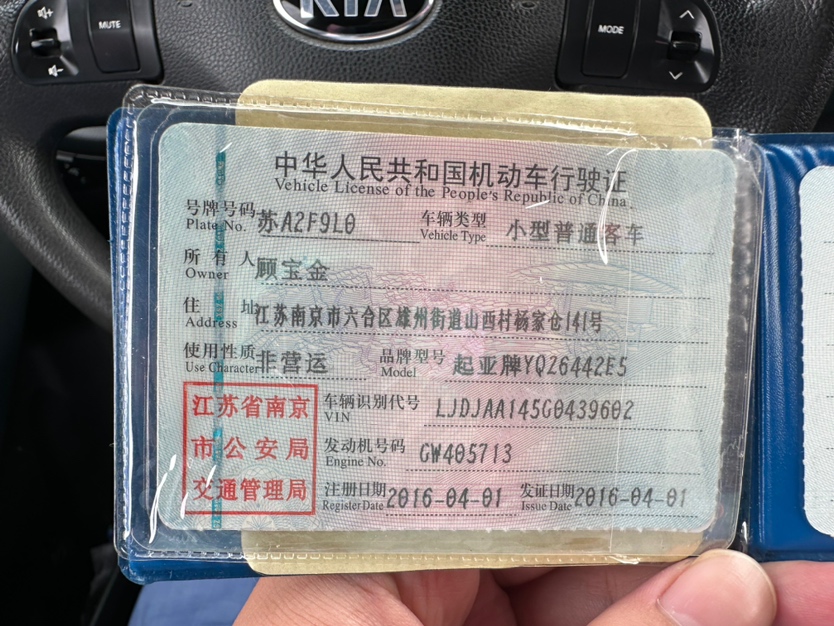 MUTE
KIA
MODE
中华人民共和国机动车行驶证
Vehicle License of the People's Republic of China
号牌号码 苏A2F9L0 车辆类型 小型普通客车
Plate No. Vehicle Type
所有人 顾宝金
Owner
住址 江苏南京市六合区雄州街道山西村杨家仓141号
Address
使用性质 非营运 品牌型号 起亚牌YQZ6442E5
Use Character Model
江苏省南京
市公安局
交通管理局
车辆识别代号 LJDJAA145G0439602
VIN
发动机号码 GW405713
Engine No.
注册日期 2016-04-01 发证日期 2016-04-01
Register Date Issue Date